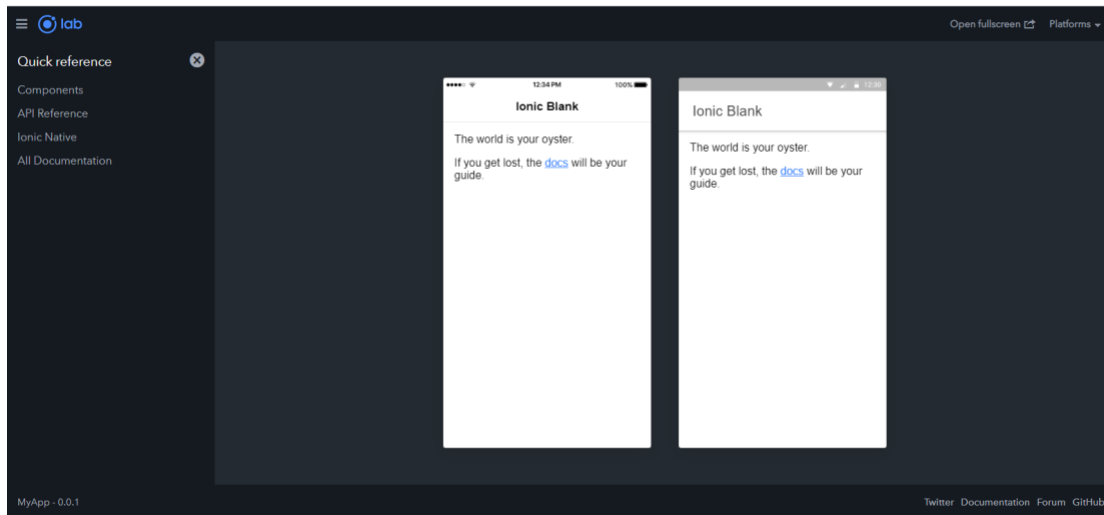 lab
Open fullscreen
Platforms
Quick reference
Components
API Reference
Ionic Native
All Documentation
12:34 PM
100%
Ionic Blank
The world is your oyster.
If you get lost, the docs will be your
guide.
12:30
Ionic Blank
The world is your oyster.
If you get lost, the docs will be your
guide.
MyApp - 0.0.1
Twitter Documentation Forum GitHub